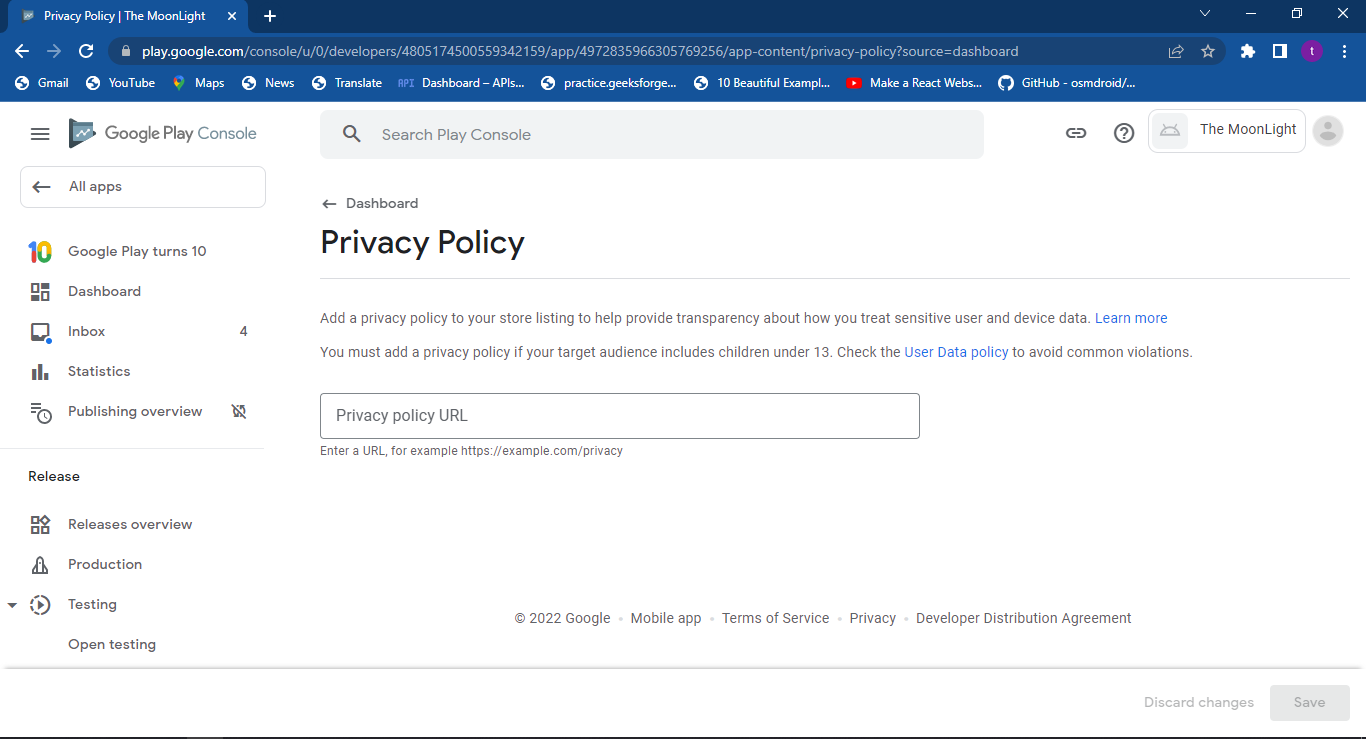 Privacy Policy | The MoonLight
play.google.com/console/u/0/developers/4805174500559342159/app/4972835966305769256/app-content/privacy-policy?source=dashboard
t
Gmail YouTube Maps News Translate API Dashboard – APIs... practice.geeksforge... 10 Beautiful Exampl... Make a React Webs... GitHub - osmdroid/...
Google Play Console
Search Play Console
The MoonLight
All apps
Dashboard
Privacy Policy
10 Google Play turns 10
Dashboard
Inbox 4
Statistics
Publishing overview
Release
Releases overview
Production
Testing
Open testing
Add a privacy policy to your store listing to help provide transparency about how you treat sensitive user and device data. Learn more
You must add a privacy policy if your target audience includes children under 13. Check the User Data policy to avoid common violations.
Privacy policy URL
Enter a URL, for example https://example.com/privacy
© 2022 Google • Mobile app • Terms of Service • Privacy • Developer Distribution Agreement
Discard changes Save